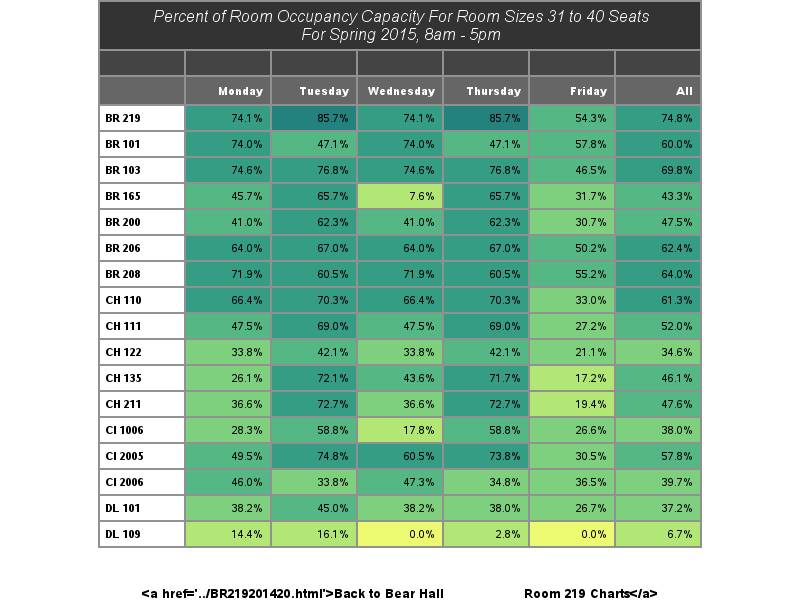 Percent of Room Occupancy Capacity For Room Sizes 31 to 40 Seats
For Spring 2015, 8am - 5pm
Monday Tuesday Wednesday Thursday Friday All
BR 219 74.1% 85.7% 74.1% 85.7% 54.3% 74.8%
BR 101 74.0% 47.1% 74.0% 47.1% 57.8% 60.0%
BR 103 74.6% 76.8% 74.6% 76.8% 46.5% 69.8%
BR 165 45.7% 65.7% 7.6% 65.7% 31.7% 43.3%
BR 200 41.0% 62.3% 41.0% 62.3% 30.7% 47.5%
BR 206 64.0% 67.0% 64.0% 67.0% 50.2% 62.4%
BR 208 71.9% 60.5% 71.9% 60.5% 55.2% 64.0%
CH 110 66.4% 70.3% 66.4% 70.3% 33.0% 61.3%
CH 111 47.5% 69.0% 47.5% 69.0% 27.2% 52.0%
CH 122 33.8% 42.1% 33.8% 42.1% 21.1% 34.6%
CH 135 26.1% 72.1% 43.6% 71.7% 17.2% 46.1%
CH 211 36.6% 72.7% 36.6% 72.7% 19.4% 47.6%
CI 1006 28.3% 58.8% 17.8% 58.8% 26.6% 38.0%
CI 2005 49.5% 74.8% 60.5% 73.8% 30.5% 57.8%
CI 2006 46.0% 33.8% 47.3% 34.8% 36.5% 39.7%
DL 101 38.2% 45.0% 38.2% 38.0% 26.7% 37.2%
DL 109 14.4% 16.1% 0.0% 2.8% 0.0% 6.7%
<a href='../BR219201420.html'>Back to Bear Hall Room 219 Charts</a>